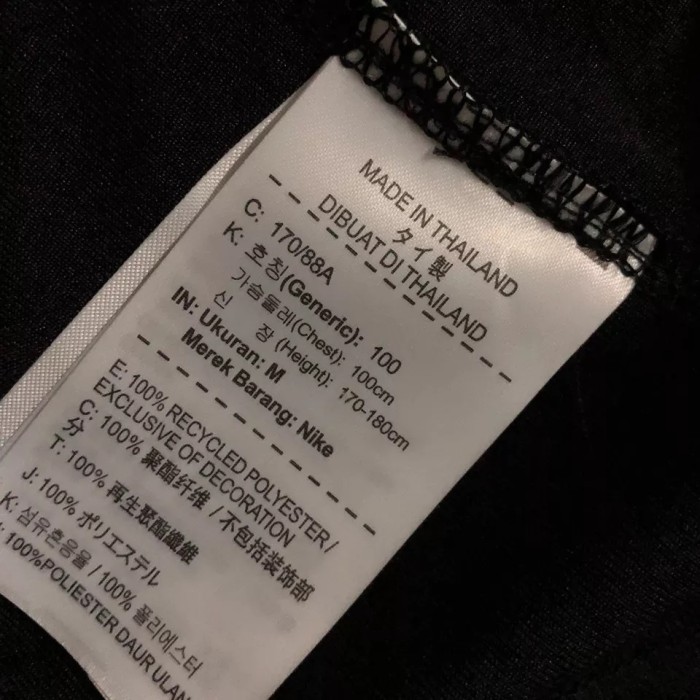 MADE IN THAILAND
タイ製
DIBUAT DI THAILAND
C: 170/88A
K: 호칭(Generic): 100
가슴둘레(Chest): 100cm
신 장 (Height): 170-180cm
IN: Ukuran: M
Merek Barang: Nike
E: 100% RECYCLED POLYESTER /
EXCLUSIVE OF DECORATION
C: 100% 聚酯纤维 / 不包括装饰部
分
T: 100% 再生聚酯纖維
J: 100% ポリエステル
K: 섬유혼용율 / 100% 폴리에스터
100%POLIESTER DAUR ULAN